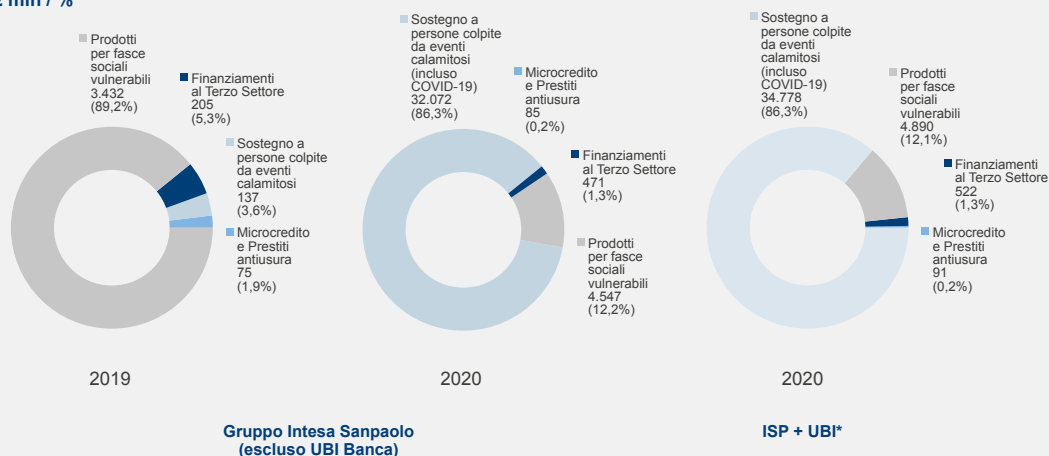 mln / %
Prodotti
per fasce
sociali
vulnerabili
3.432
(89,2%)
Finanziamenti
al Terzo Settore
205
(5,3%)
Sostegno a
persone colpite
da eventi
calamitosi
137
(3,6%)
Microcredito
e Prestiti
antiusura
75
(1,9%)
2019
Sostegno a
persone colpite
da eventi
calamitosi
(incluso
COVID-19)
32.072
(86,3%)
Microcredito
e Prestiti
antiusura
85
(0,2%)
Finanziamenti
al Terzo Settore
471
(1,3%)
Prodotti
per fasce
sociali
vulnerabili
4.547
(12,2%)
2020
Gruppo Intesa Sanpaolo
(escluso UBI Banca)
Sostegno a
persone colpite
da eventi
calamitosi
(incluso
COVID-19)
34.778
(86,3%)
Prodotti
per fasce
sociali
vulnerabili
4.890
(12,1%)
Finanziamenti
al Terzo Settore
522
(1,3%)
Microcredito
e Prestiti
antiusura
91
(0,2%)
2020
ISP + UBI*